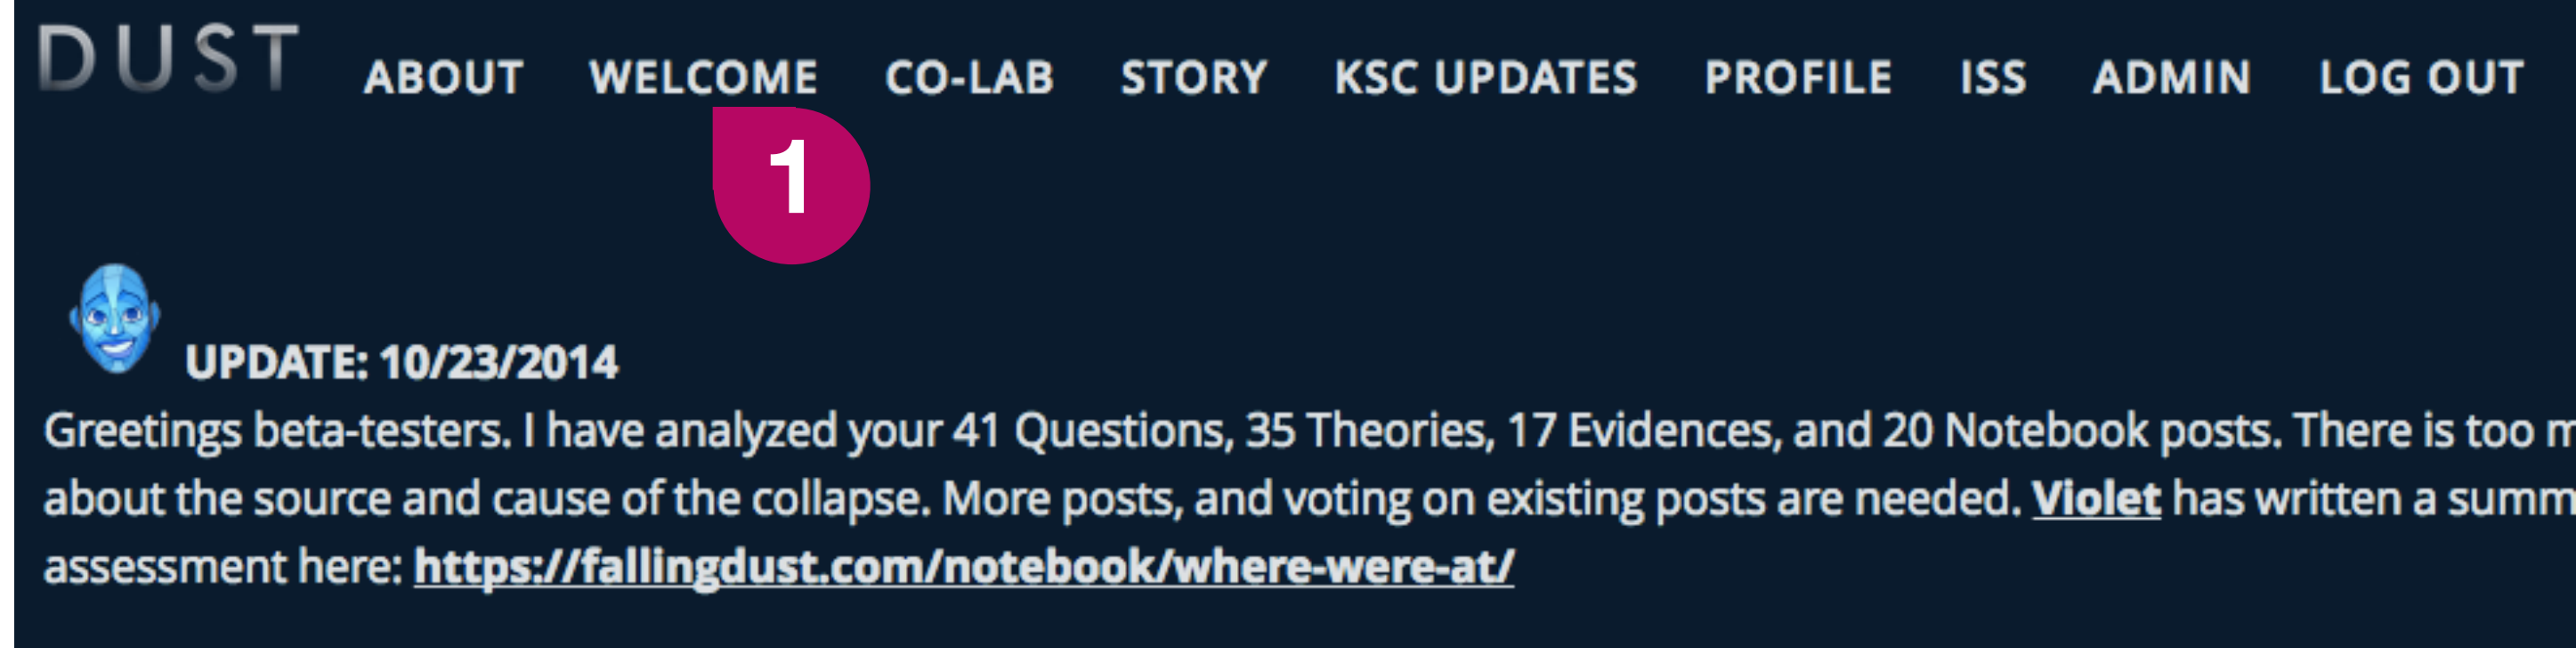 DUST ABOUT WELCOME CO-LAB STORY KSC UPDATES PROFILE ISS ADMIN LOG OUT
1
UPDATE: 10/23/2014
Greetings beta-testers. I have analyzed your 41 Questions, 35 Theories, 17 Evidences, and 20 Notebook posts. There is too
about the source and cause of the collapse. More posts, and voting on existing posts are needed. Violet has written a
assessment here: https://fallingdust.com/notebook/where-were-at/